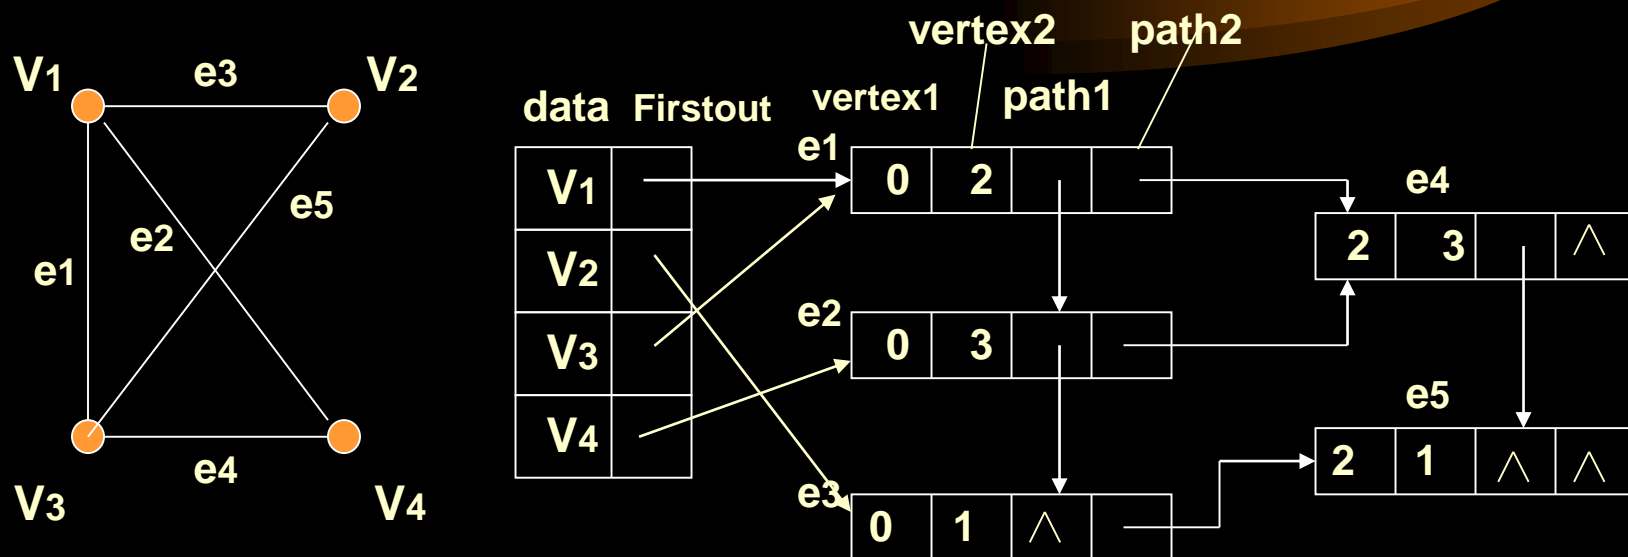 V1 e3 V2
e1 e2 e5
V3 e4 V4
vertex2 path2
data Firstout vertex1 path1
V1
V2
V3
V4
e1
0 2
e2
0 3
e3
0 1 ∧
e4
2 3 ∧
e5
2 1 ∧ ∧